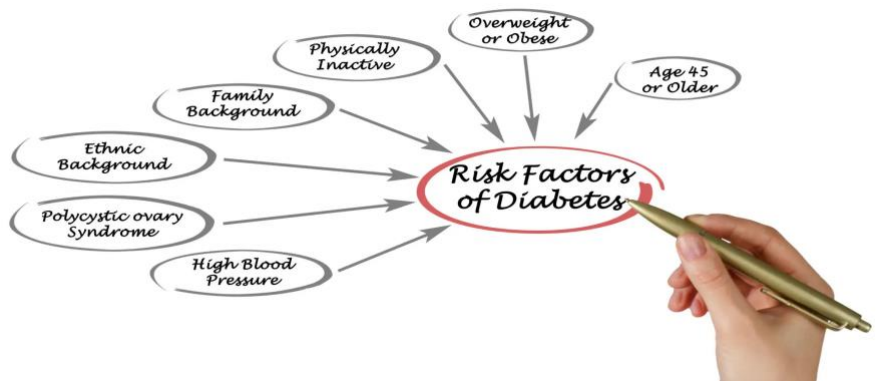 Overweight
or Obese
Physically
Inactive
Age 45
or Older
Family
Background
Ethnic
Background
Risk Factors
of Diabetes
Polycystic ovary
Syndrome
High Blood
Pressure